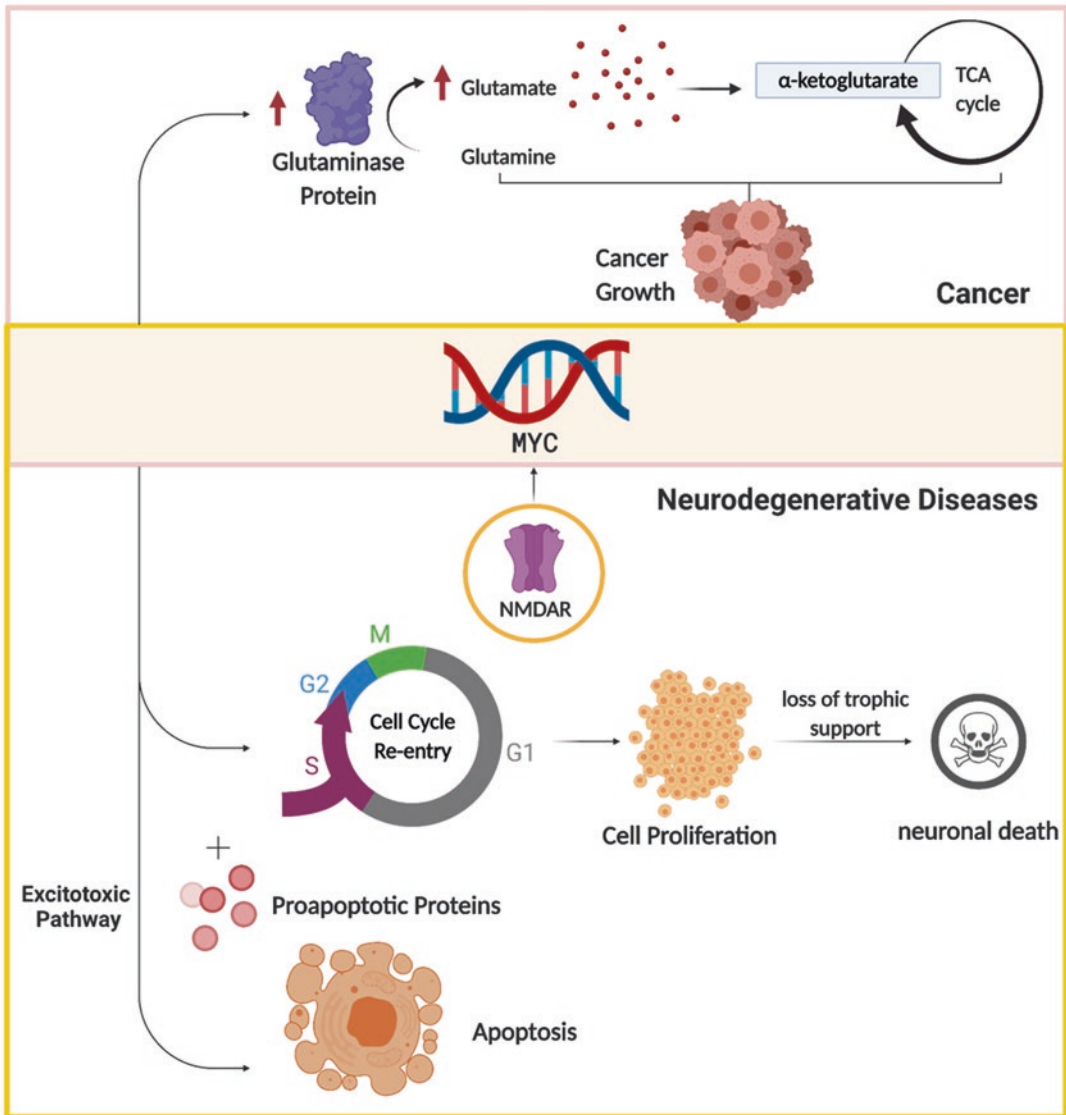 Glutamate
α-ketoglutarate
TCA
cycle
Glutaminase
Protein
Glutamine
Cancer
Growth
Cancer
MYC
Neurodegenerative Diseases
NMDAR
M
G2
S
G1
Cell Cycle
Re-entry
loss of trophic
support
Cell Proliferation
neuronal death
+
Excitotoxic
Pathway
Proapoptotic Proteins
Apoptosis